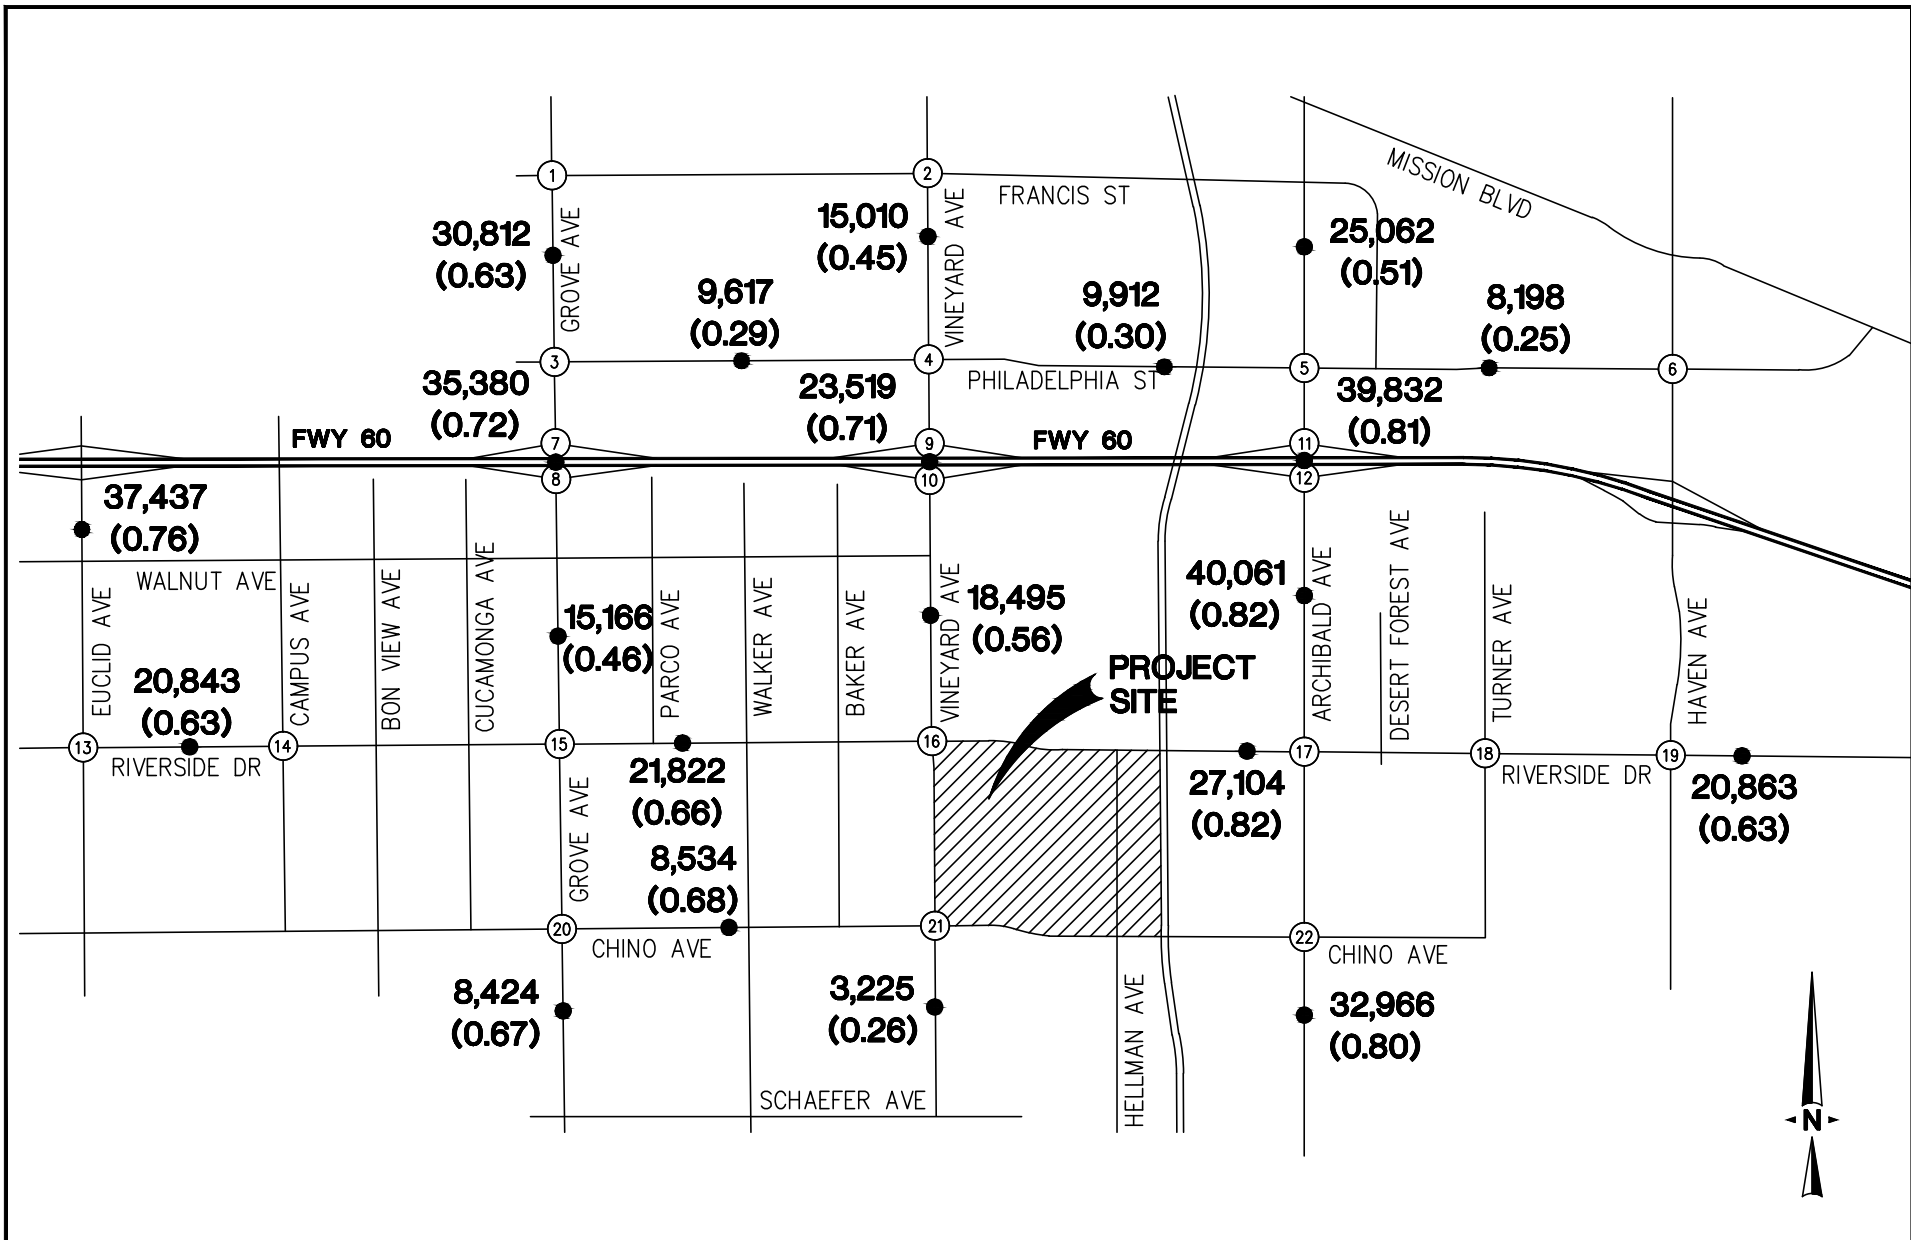 1
2
FRANCIS ST
MISSION BLVD
30,812
(0.63)
GROVE AVE
15,010
(0.45)
VINEYARD AVE
25,062
(0.51)
9,617
(0.29)
9,912
(0.30)
8,198
(0.25)
3
4
5
6
PHILADELPHIA ST
35,380
(0.72)
23,519
(0.71)
39,832
(0.81)
FWY 60
FWY 60
7
8
9
10
11
12
37,437
(0.76)
WALNUT AVE
EUCLID AVE
CAMPUS AVE
BON VIEW AVE
CUCAMONGA AVE
15,166
(0.46)
PARCO AVE
WALKER AVE
BAKER AVE
VINEYARD AVE
18,495
(0.56)
40,061
(0.82)
ARCHIBALD AVE
DESERT FOREST AVE
TURNER AVE
HAVEN AVE
20,843
(0.63)
PROJECT
SITE
13
14
15
16
17
18
19
RIVERSIDE DR
RIVERSIDE DR
21,822
(0.66)
27,104
(0.82)
20,863
(0.63)
GROVE AVE
8,534
(0.68)
20
21
22
CHINO AVE
CHINO AVE
8,424
(0.67)
3,225
(0.26)
HELLMAN AVE
32,966
(0.80)
SCHAEFER AVE
N